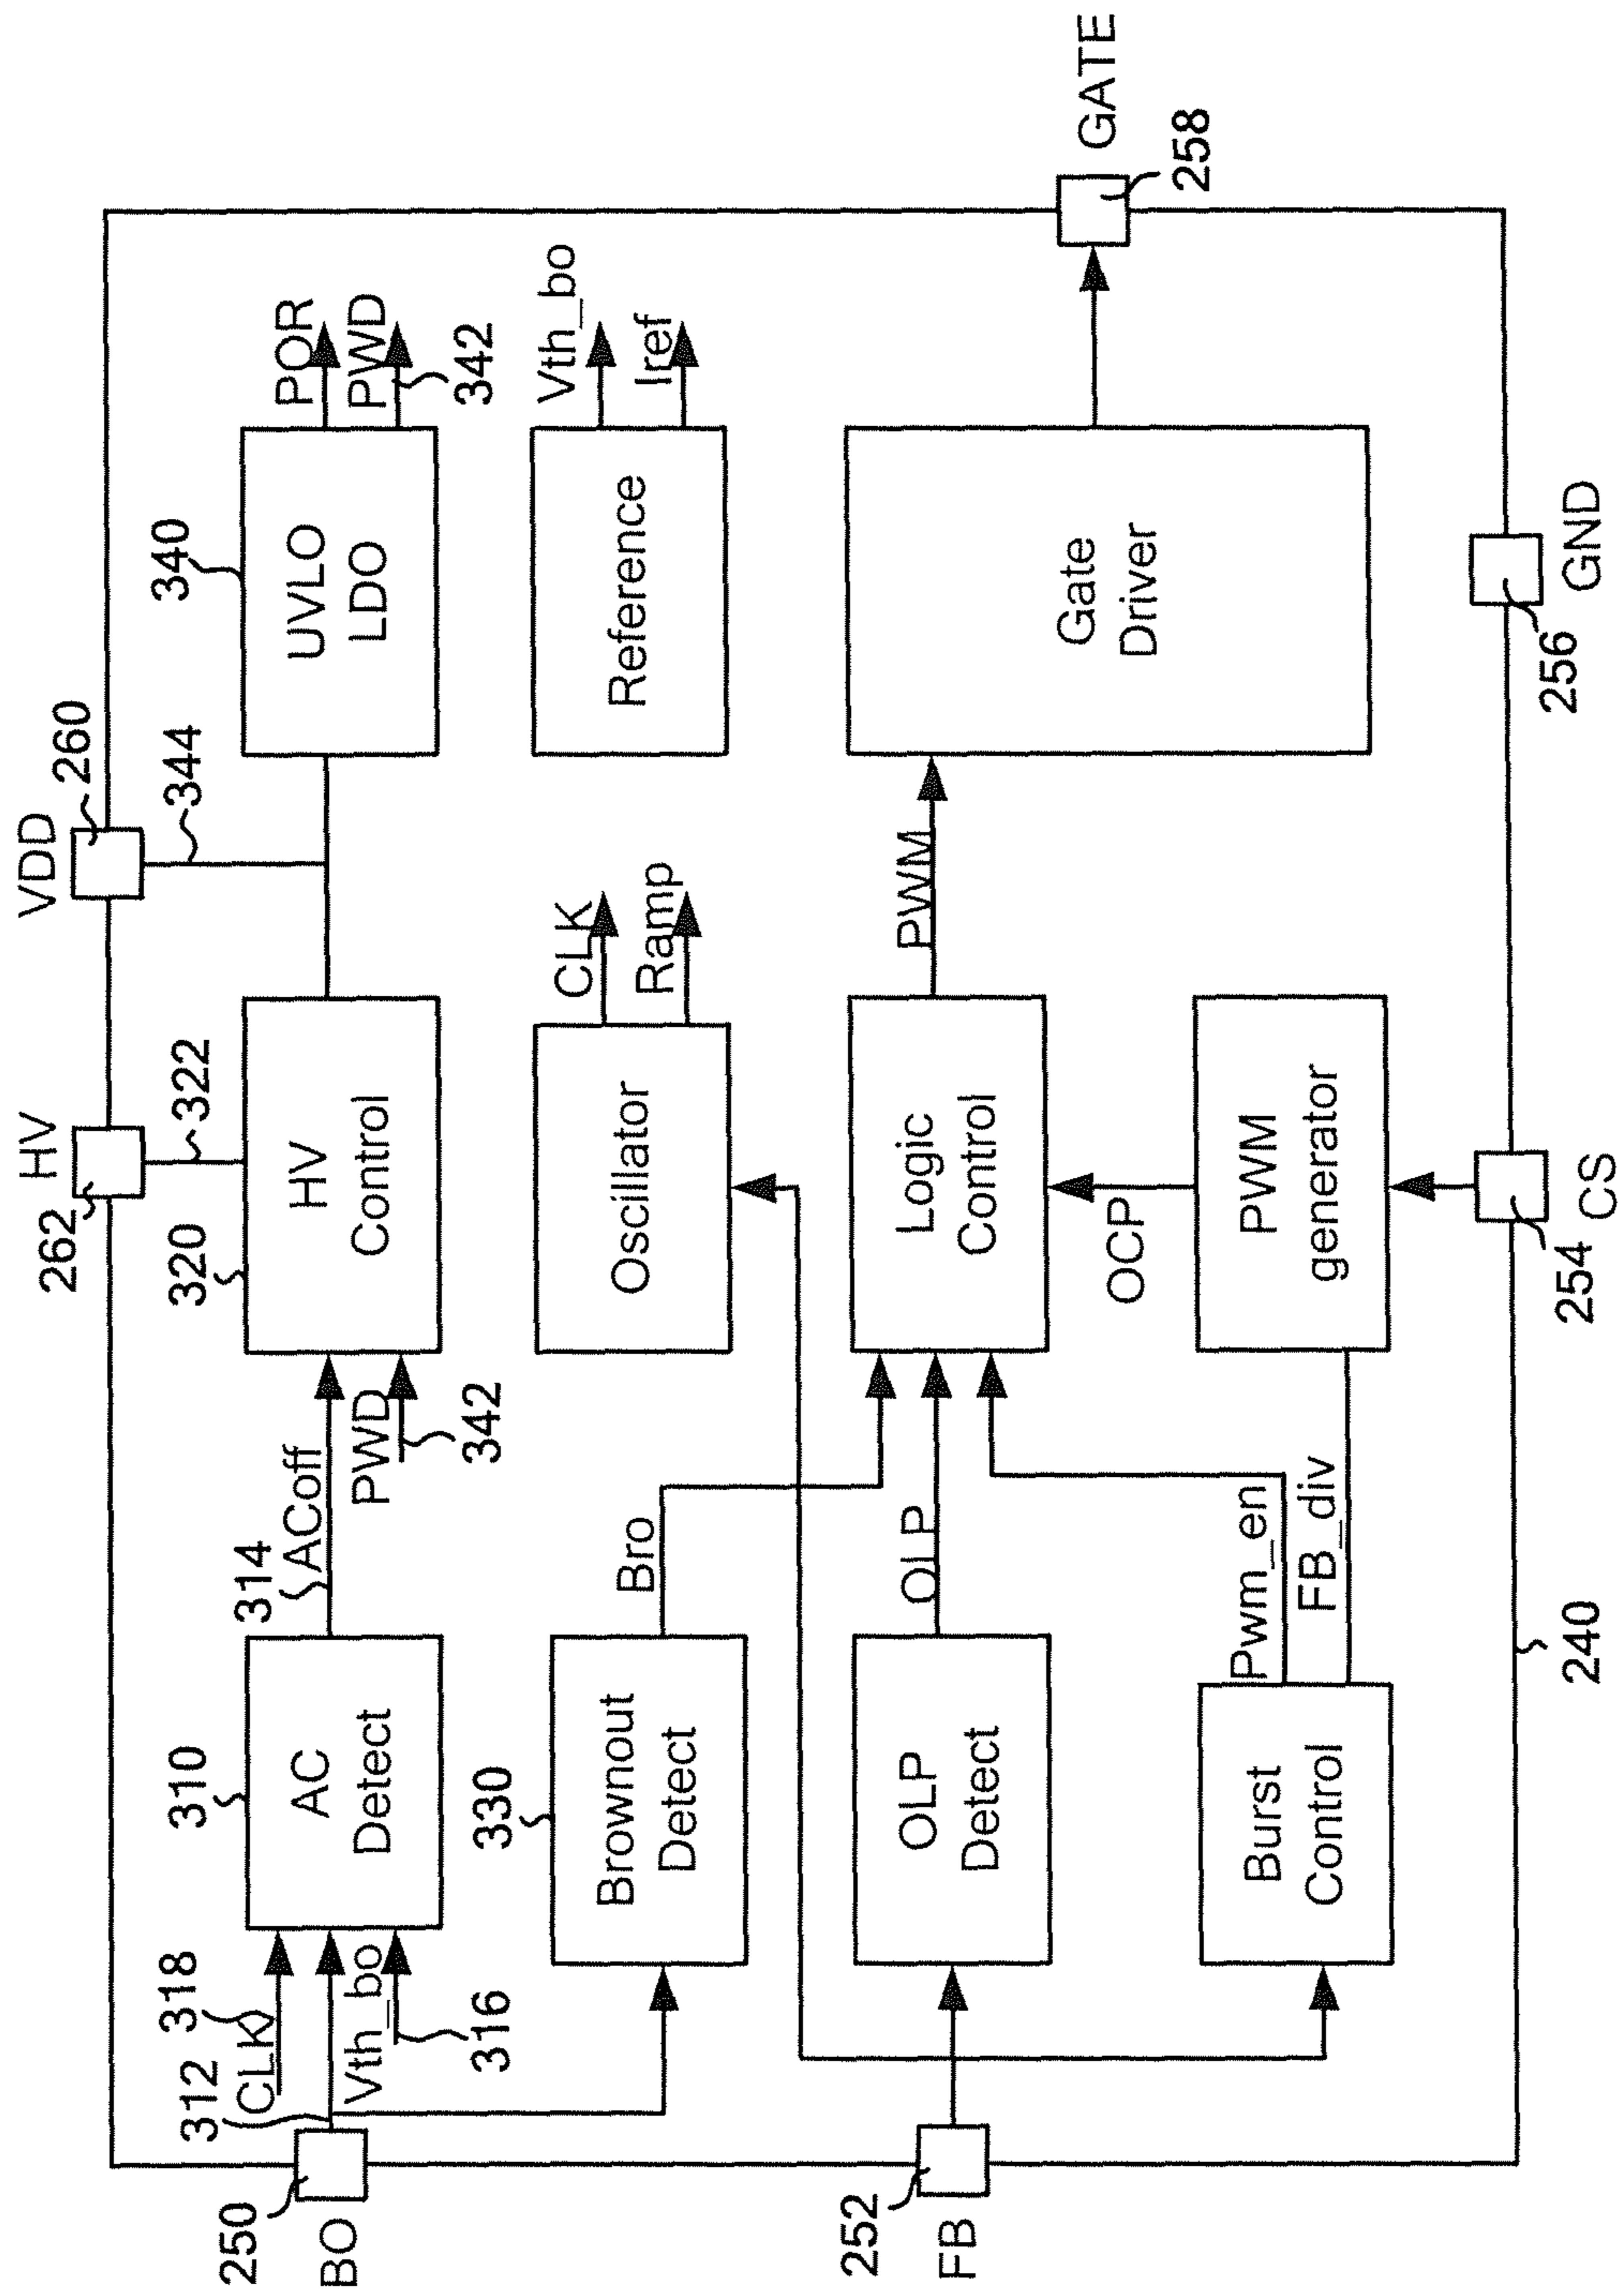 HV
VDD
262
260
322
344
320
340
HV
Control
UVLO
LDO
POR
PWD
342
310
AC
Detect
314
ACoff
PWD
342
318
CLK
312
Vth_bo
316
250
BO
330
Brownout
Detect
Bro
Oscillator
CLK
Ramp
Reference
Vth_bo
Iref
252
FB
OLP
Detect
OLP
Logic
Control
PWM
Gate
Driver
GATE
258
OCP
Burst
Control
Pwm_en
FB_div
PWM
generator
240
254
CS
256
GND